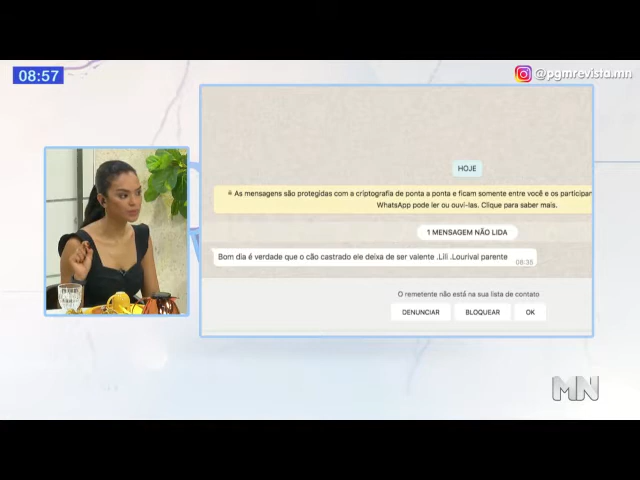 08:57
@pgmrevista.mn
HOJE
As mensagens são protegidas com a criptografia de ponta a ponta e ficam somente entre você e os participan
WhatsApp pode ler ou ouvi-las. Clique para saber mais.
1 MENSAGEM NÃO LIDA
Bom dia é verdade que o cão castrado ele deixa de ser valente .Lili .Lourival parente
08:35
O remetente não está na sua lista de contato
DENUNCIAR BLOQUEAR OK
MN